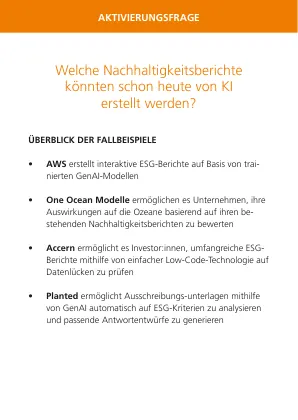 AKTIVIERUNGSFRAGE
Welche Nachhaltigkeitsberichte
könnten schon heute von KI
erstellt werden?
ÜBERBLICK DER FALLBEISPIELE
• AWS erstellt interaktive ESG-Berichte auf Basis von trai-
nierten GenAI-Modellen
• One Ocean Modelle ermöglichen es Unternehmen, ihre
Auswirkungen auf die Ozeane basierend auf ihren be-
stehenden Nachhaltigkeitsberichten zu bewerten
• Accern ermöglicht es Investor:innen, umfangreiche ESG-
Berichte mithilfe von einfacher Low-Code-Technologie auf
Datenlücken zu prüfen
• Planted ermöglicht Ausschreibungs-unterlagen mithilfe
von GenAI automatisch auf ESG-Kriterien zu analysieren
und passende Antwortentwürfe zu generieren